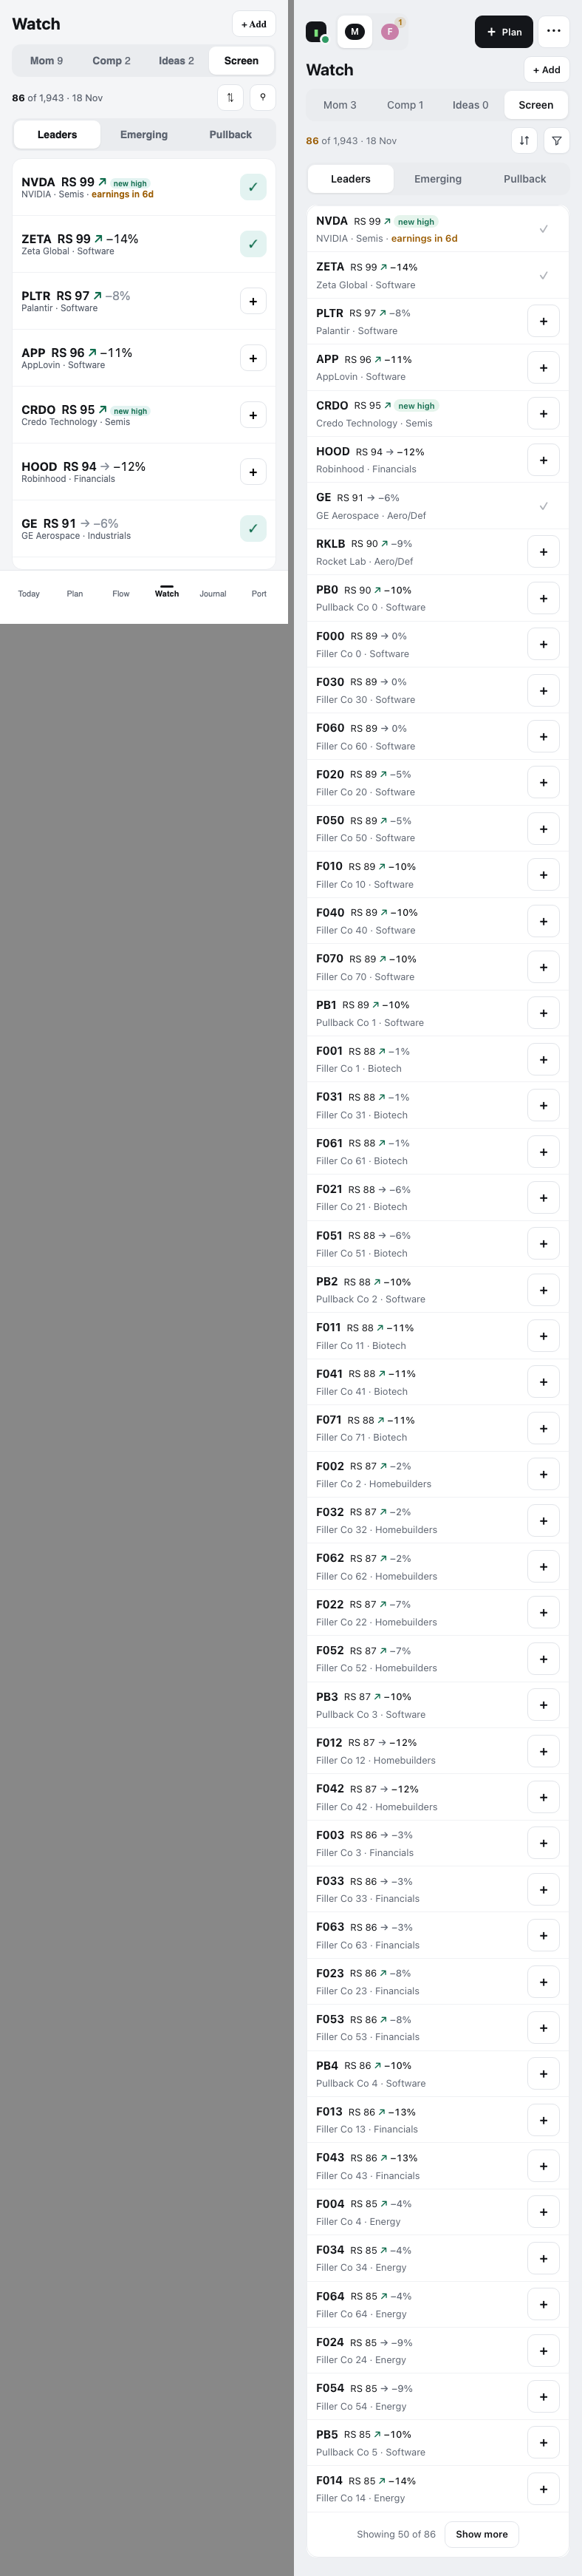 Watch
+ Add
Mom 9 Comp 2 Ideas 2 Screen
86 of 1,943 · 18 Nov
Leaders Emerging Pullback
NVDA RS 99 ↗ new high
NVIDIA · Semis · earnings in 6d
✓
ZETA RS 99 ↗ −14%
Zeta Global · Software
✓
PLTR RS 97 ↗ −8%
Palantir · Software
+
APP RS 96 ↗ −11%
AppLovin · Software
+
CRDO RS 95 ↗ new high
Credo Technology · Semis
+
HOOD RS 94 → −12%
Robinhood · Financials
+
GE RS 91 → −6%
GE Aerospace · Industrials
✓
Today Plan Flow Watch Journal Port
M F 1
+ Plan
Watch
+ Add
Mom 3 Comp 1 Ideas 0 Screen
86 of 1,943 · 18 Nov
Leaders Emerging Pullback
NVDA RS 99 ↗ new high
NVIDIA · Semis · earnings in 6d
✓
ZETA RS 99 ↗ −14%
Zeta Global · Software
✓
PLTR RS 97 ↗ −8%
Palantir · Software
+
APP RS 96 ↗ −11%
AppLovin · Software
+
CRDO RS 95 ↗ new high
Credo Technology · Semis
+
HOOD RS 94 → −12%
Robinhood · Financials
+
GE RS 91 → −6%
GE Aerospace · Aero/Def
✓
RKLB RS 90 ↗ −9%
Rocket Lab · Aero/Def
+
PB0 RS 90 ↗ −10%
Pullback Co 0 · Software
+
F000 RS 89 → 0%
Filler Co 0 · Software
+
F030 RS 89 → 0%
Filler Co 30 · Software
+
F060 RS 89 → 0%
Filler Co 60 · Software
+
F020 RS 89 ↗ −5%
Filler Co 20 · Software
+
F050 RS 89 ↗ −5%
Filler Co 50 · Software
+
F010 RS 89 ↗ −10%
Filler Co 10 · Software
+
F040 RS 89 ↗ −10%
Filler Co 40 · Software
+
F070 RS 89 ↗ −10%
Filler Co 70 · Software
+
PB1 RS 89 ↗ −10%
Pullback Co 1 · Software
+
F001 RS 88 ↗ −1%
Filler Co 1 · Biotech
+
F031 RS 88 ↗ −1%
Filler Co 31 · Biotech
+
F061 RS 88 ↗ −1%
Filler Co 61 · Biotech
+
F021 RS 88 → −6%
Filler Co 21 · Biotech
+
F051 RS 88 → −6%
Filler Co 51 · Biotech
+
PB2 RS 88 ↗ −10%
Pullback Co 2 · Software
+
F011 RS 88 ↗ −11%
Filler Co 11 · Biotech
+
F041 RS 88 ↗ −11%
Filler Co 41 · Biotech
+
F071 RS 88 ↗ −11%
Filler Co 71 · Biotech
+
F002 RS 87 ↗ −2%
Filler Co 2 · Homebuilders
+
F032 RS 87 ↗ −2%
Filler Co 32 · Homebuilders
+
F062 RS 87 ↗ −2%
Filler Co 62 · Homebuilders
+
F022 RS 87 ↗ −7%
Filler Co 22 · Homebuilders
+
F052 RS 87 ↗ −7%
Filler Co 52 · Homebuilders
+
PB3 RS 87 ↗ −10%
Pullback Co 3 · Software
+
F012 RS 87 → −12%
Filler Co 12 · Homebuilders
+
F042 RS 87 → −12%
Filler Co 42 · Homebuilders
+
F003 RS 86 → −3%
Filler Co 3 · Financials
+
F033 RS 86 → −3%
Filler Co 33 · Financials
+
F063 RS 86 → −3%
Filler Co 63 · Financials
+
F023 RS 86 ↗ −8%
Filler Co 23 · Financials
+
F053 RS 86 ↗ −8%
Filler Co 53 · Financials
+
PB4 RS 86 ↗ −10%
Pullback Co 4 · Software
+
F013 RS 86 ↗ −13%
Filler Co 13 · Financials
+
F043 RS 86 ↗ −13%
Filler Co 43 · Financials
+
F004 RS 85 ↗ −4%
Filler Co 4 · Energy
+
F034 RS 85 ↗ −4%
Filler Co 34 · Energy
+
F064 RS 85 ↗ −4%
Filler Co 64 · Energy
+
F024 RS 85 → −9%
Filler Co 24 · Energy
+
F054 RS 85 → −9%
Filler Co 54 · Energy
+
PB5 RS 85 ↗ −10%
Pullback Co 5 · Software
+
F014 RS 85 ↗ −14%
Filler Co 14 · Energy
+
Showing 50 of 86 Show more